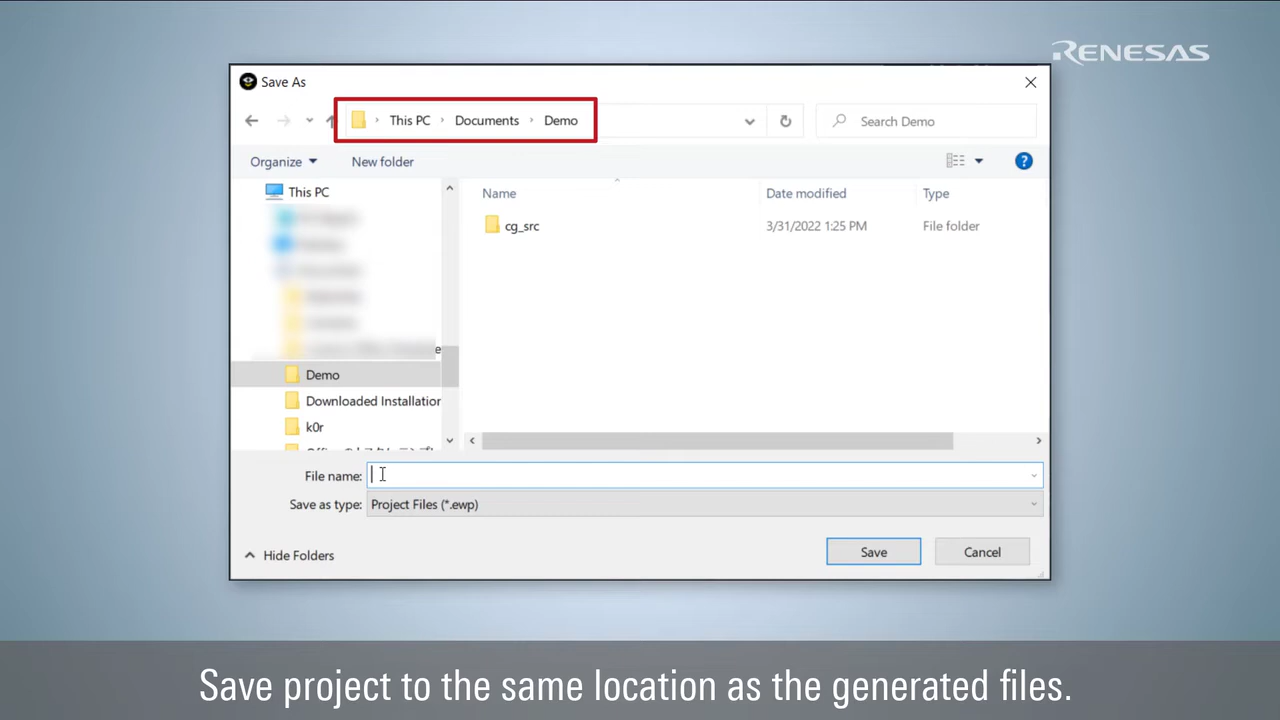 RENESAS
Save As
This PC
Documents
Demo
Search Demo
Organize
New folder
This PC
Name
Date modified
Type
cg_src
3/31/2022 1:25 PM
File folder
e
Demo
Downloaded Installation
k0r
File name:
Save as type:
Project Files (*.ewp)
Hide Folders
Save
Cancel
Save project to the same location as the generated files.